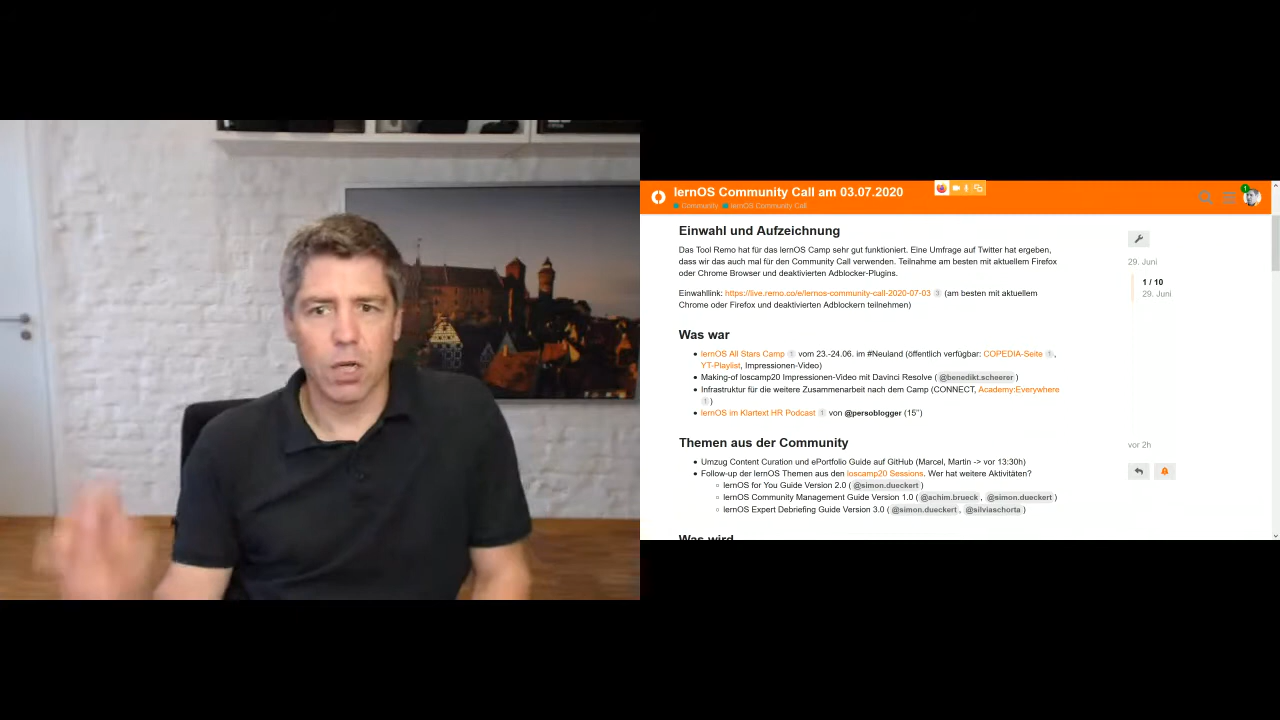 lernOS Community Call am 03.07.2020
Community lernOS Community Call
1
Einwahl und Aufzeichnung
Das Tool Remo hat für das lernOS Camp sehr gut funktioniert. Eine Umfrage auf Twitter hat ergeben,
dass wir das auch mal für den Community Call verwenden. Teilnahme am besten mit aktuellem Firefox
oder Chrome Browser und deaktivierten Adblocker-Plugins.
Einwahllink: https://live.remo.co/e/lernos-community-call-2020-07-03 3 (am besten mit aktuellem
Chrome oder Firefox und deaktivierten Adblockern teilnehmen)
Was war
lernOS All Stars Camp 1 vom 23.-24.06. im #Neuland (öffentlich verfügbar: COPEDIA-Seite 1,
YT-Playlist, Impressionen-Video)
Making-of loscamp20 Impressionen-Video mit Davinci Resolve ( @benedikt.scheerer )
Infrastruktur für die weitere Zusammenarbeit nach dem Camp (CONNECT, Academy:Everywhere
1 )
lernOS im Klartext HR Podcast 1 von @persoblogger (15")
Themen aus der Community
Umzug Content Curation und ePortfolio Guide auf GitHub (Marcel, Martin -> vor 13:30h)
Follow-up der lernOS Themen aus den loscamp20 Sessions. Wer hat weitere Aktivitäten?
lernOS for You Guide Version 2.0 ( @simon.dueckert )
lernOS Community Management Guide Version 1.0 ( @achim.brueck , @simon.dueckert )
lernOS Expert Debriefing Guide Version 3.0 ( @simon.dueckert , @silviaschorta )
Was wird
29. Juni
1 / 10
29. Juni
vor 2h